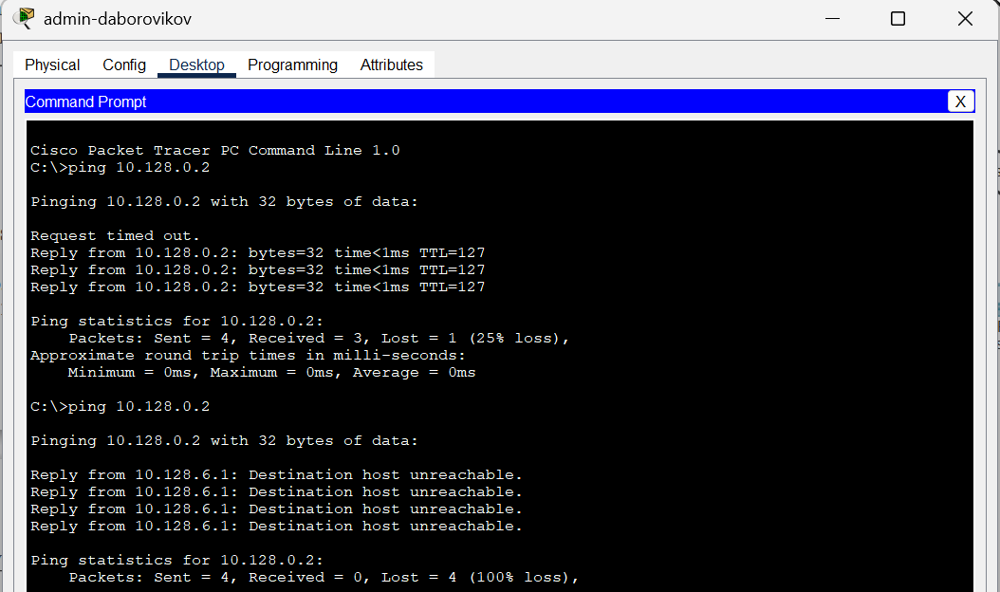 admin-daborovikov
Physical Config Desktop Programming Attributes
Command Prompt X
Cisco Packet Tracer PC Command Line 1.0
C:\>ping 10.128.0.2
Pinging 10.128.0.2 with 32 bytes of data:
Request timed out.
Reply from 10.128.0.2: bytes=32 time<1ms TTL=127
Reply from 10.128.0.2: bytes=32 time<1ms TTL=127
Reply from 10.128.0.2: bytes=32 time<1ms TTL=127
Ping statistics for 10.128.0.2:
Packets: Sent = 4, Received = 3, Lost = 1 (25% loss),
Approximate round trip times in milli-seconds:
Minimum = 0ms, Maximum = 0ms, Average = 0ms
C:\>ping 10.128.0.2
Pinging 10.128.0.2 with 32 bytes of data:
Reply from 10.128.6.1: Destination host unreachable.
Reply from 10.128.6.1: Destination host unreachable.
Reply from 10.128.6.1: Destination host unreachable.
Reply from 10.128.6.1: Destination host unreachable.
Ping statistics for 10.128.0.2:
Packets: Sent = 4, Received = 0, Lost = 4 (100% loss),